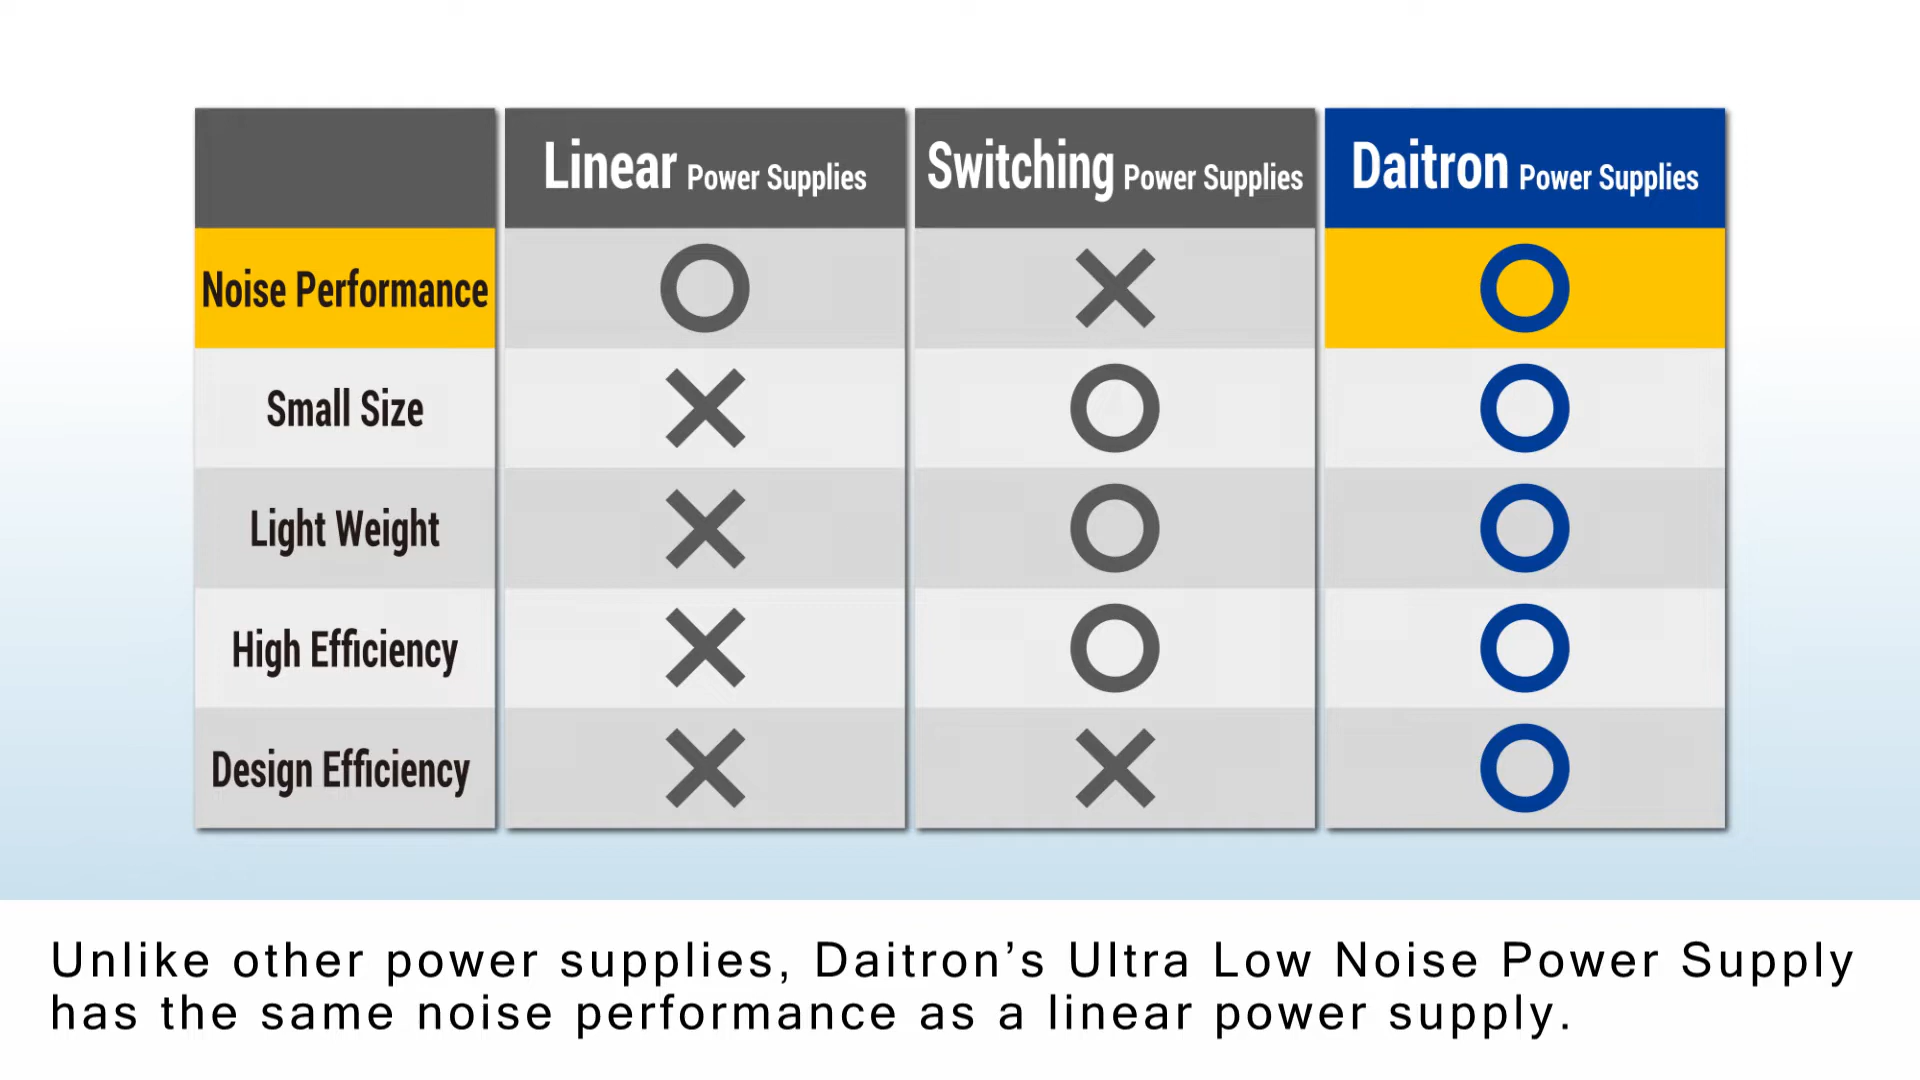 Linear Power Supplies
Switching Power Supplies
Daitron Power Supplies
Noise Performance
Small Size
Light Weight
High Efficiency
Design Efficiency
Unlike other power supplies, Daitron’s Ultra Low Noise Power Supply
has the same noise performance as a linear power supply.